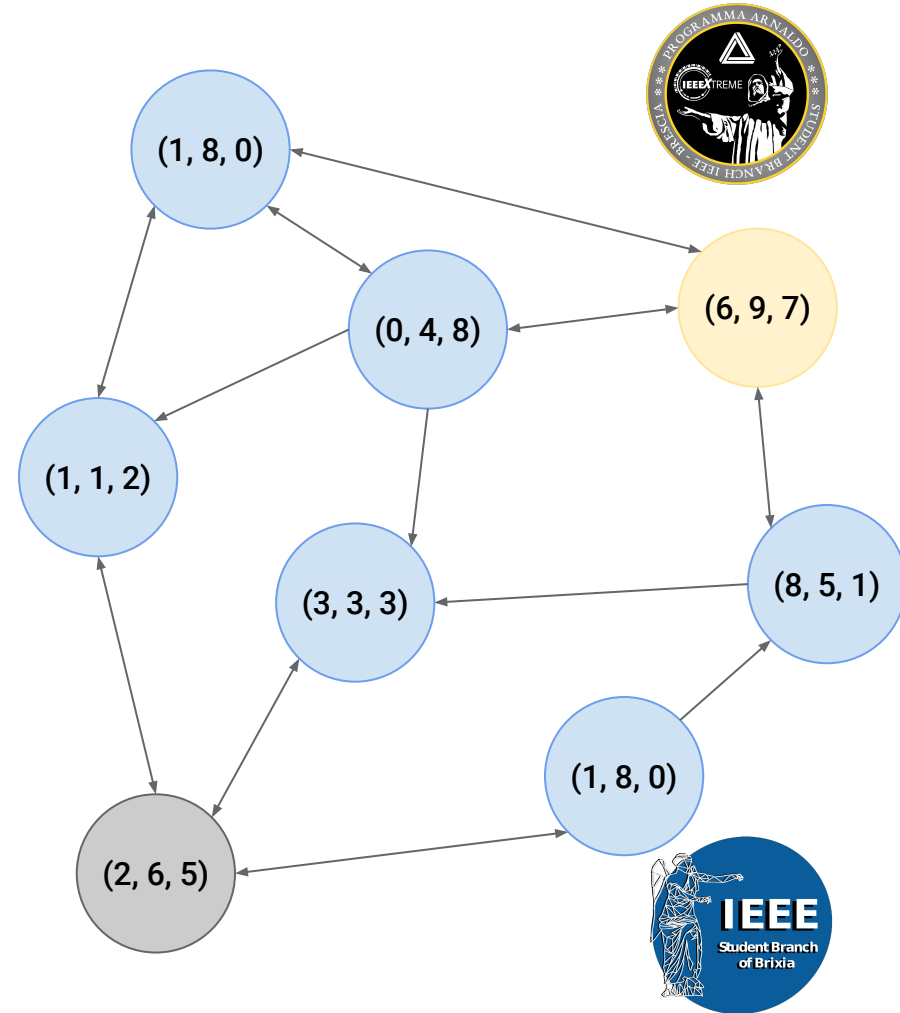 PROGRAMMA ARNALDO
*** STUDENT BRANCH IEEE - BRESCIA ***
IEEEXTREME
(1, 8, 0)
(6, 9, 7)
(0, 4, 8)
(1, 1, 2)
(3, 3, 3)
(8, 5, 1)
(1, 8, 0)
(2, 6, 5)
IEEE
Student Branch
of Brixia